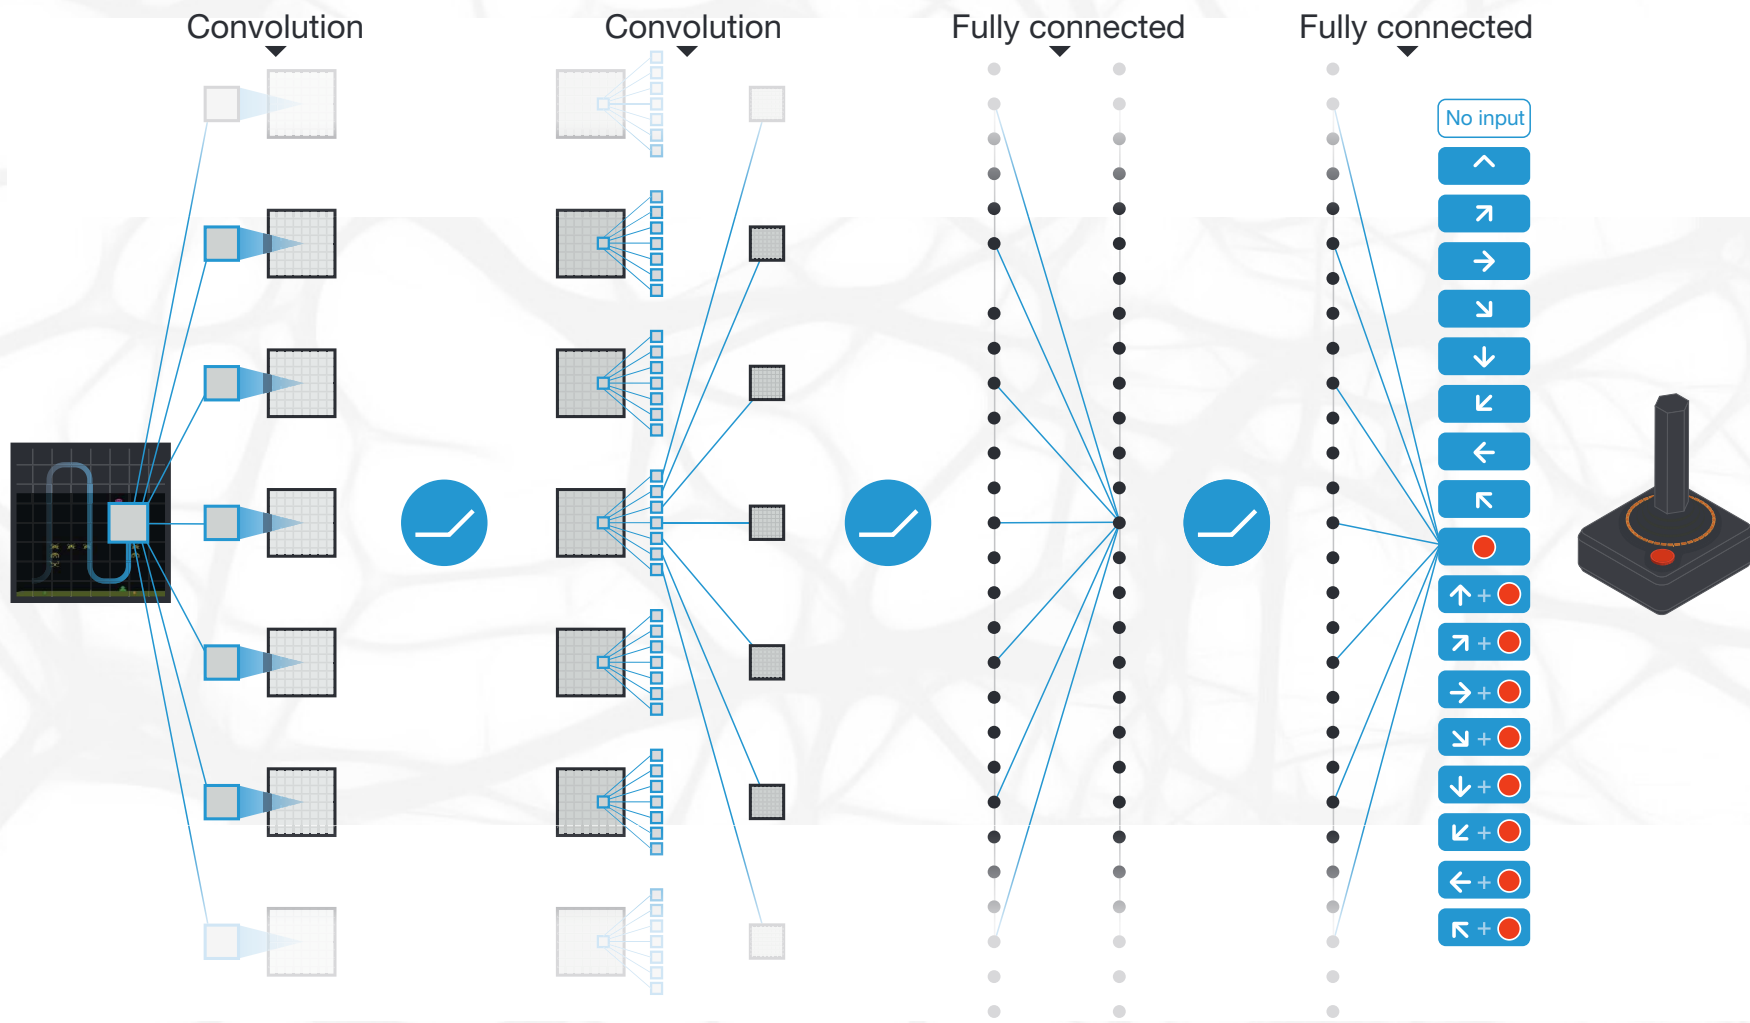 Convolution
Convolution
Fully connected
Fully connected
No input
+
+
+
+
+
+
+
+